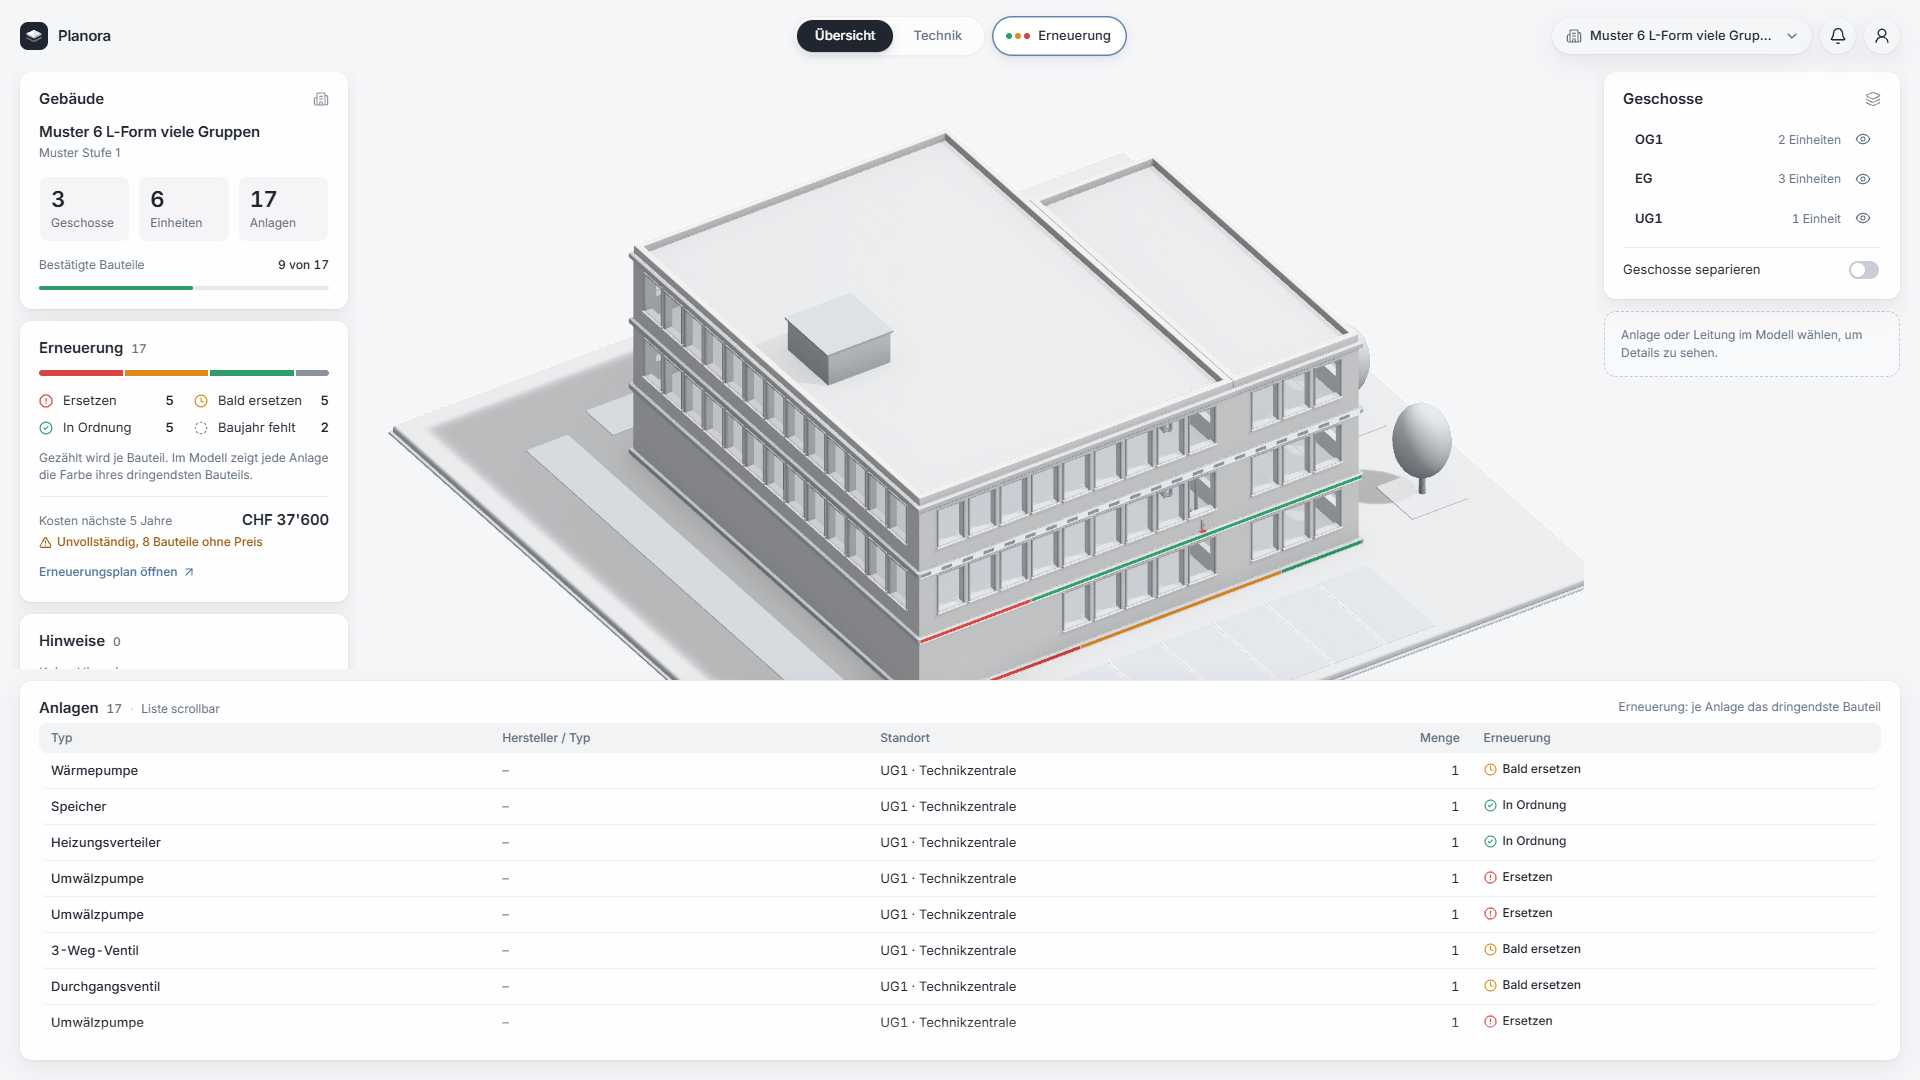 Planora
Übersicht
Technik
Erneuerung
Muster 6 L-Form viele Grup...
Gebäude
Muster 6 L-Form viele Gruppen
Muster Stufe 1
3 6 17
Geschosse Einheiten Anlagen
Bestätigte Bauteile 9 von 17
Erneuerung 17
Ersetzen 5 Bald ersetzen 5
In Ordnung 5 Baujahr fehlt 2
Gezählt wird je Bauteil. Im Modell zeigt jede Anlage
die Farbe ihres dringendsten Bauteils.
Kosten nächste 5 Jahre CHF 37'600
Unvollständig, 8 Bauteile ohne Preis
Erneuerungsplan öffnen
Hinweise 0
Geschosse
OG1 2 Einheiten
EG 3 Einheiten
UG1 1 Einheit
Geschosse separieren
Anlage oder Leitung im Modell wählen, um
Details zu sehen.
Anlagen 17 · Liste scrollbar
Erneuerung: je Anlage das dringendste Bauteil
Typ Hersteller / Typ Standort Menge Erneuerung
Wärmepumpe – UG1 · Technikzentrale 1 Bald ersetzen
Speicher – UG1 · Technikzentrale 1 In Ordnung
Heizungsverteiler – UG1 · Technikzentrale 1 In Ordnung
Umwälzpumpe – UG1 · Technikzentrale 1 Ersetzen
Umwälzpumpe – UG1 · Technikzentrale 1 Ersetzen
3-Weg-Ventil – UG1 · Technikzentrale 1 Bald ersetzen
Durchgangsventil – UG1 · Technikzentrale 1 Bald ersetzen
Umwälzpumpe – UG1 · Technikzentrale 1 Ersetzen